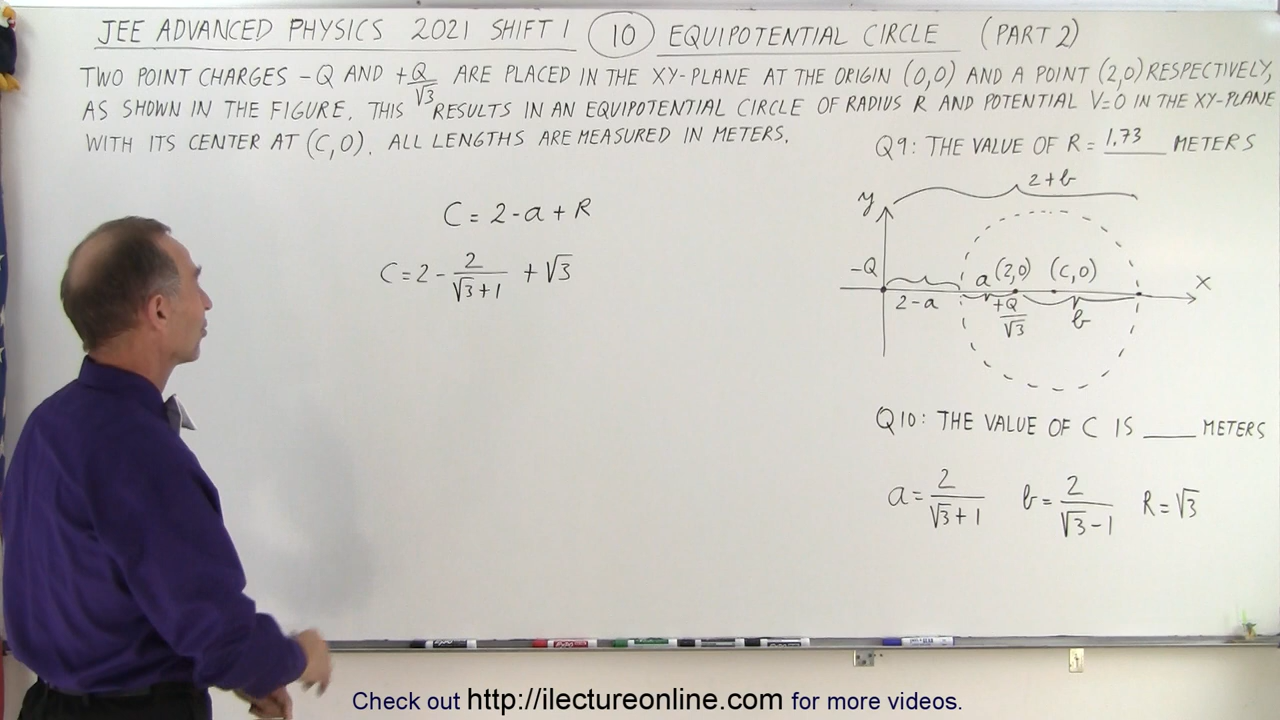 JEE ADVANCED PHYSICS 2021 SHIFT 1 (10) EQUIPOTENTIAL CIRCLE (PART 2)
TWO POINT CHARGES -Q AND +Q/√3 ARE PLACED IN THE XY-PLANE AT THE ORIGIN (0,0) AND A POINT (2,0) RESPECTIVELY,
AS SHOWN IN THE FIGURE. THIS RESULTS IN AN EQUIPOTENTIAL CIRCLE OF RADIUS R AND POTENTIAL V=0 IN THE XY-PLANE
WITH ITS CENTER AT (C,0). ALL LENGTHS ARE MEASURED IN METERS.
Q9: THE VALUE OF R = 1.73 METERS
C = 2-a+R
C = 2 - 2/(√3+1) + √3
2+b
y
-Q a (2,0) (C,0) x
2-a +Q/√3 b
Q10: THE VALUE OF C IS ____ METERS
a = 2/(√3+1) b = 2/(√3-1) R = √3
Check out http://ilectureonline.com for more videos.